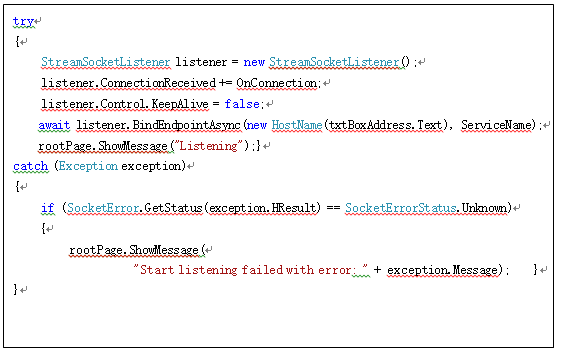 try
{
StreamSocketListener listener = new StreamSocketListener();
listener.ConnectionReceived += OnConnection;
listener.Control.KeepAlive = false;
await listener.BindEndpointAsync(new HostName(txtBoxAddress.Text), ServiceName);
rootPage.ShowMessage("Listening");}
catch (Exception exception)
{
if (SocketError.GetStatus(exception.HResult) == SocketErrorStatus.Unknown)
{
rootPage.ShowMessage(
"Start listening failed with error: " + exception.Message); }
}